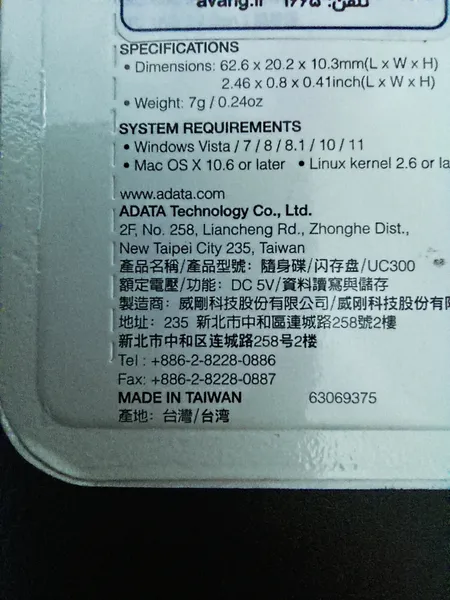 avang.ir تلفن: ۱۶۶۵
SPECIFICATIONS
• Dimensions: 62.6 x 20.2 x 10.3mm(L x W x H)
2.46 x 0.8 x 0.41inch(L x W x H)
• Weight: 7g / 0.24oz
SYSTEM REQUIREMENTS
• Windows Vista / 7 / 8 / 8.1 / 10 / 11
• Mac OS X 10.6 or later • Linux kernel 2.6 or la
www.adata.com
ADATA Technology Co., Ltd.
2F, No. 258, Liancheng Rd., Zhonghe Dist.,
New Taipei City 235, Taiwan
產品名稱/產品型號: 隨身碟/闪存盘/UC300
額定電壓/功能: DC 5V/資料讀寫與儲存
製造商: 威剛科技股份有限公司/威刚科技股份有
地址: 235 新北市中和區連城路258號2樓
新北市中和区连城路258号2楼
Tel : +886-2-8228-0886
Fax: +886-2-8228-0887
MADE IN TAIWAN 63069375
產地: 台灣/台湾